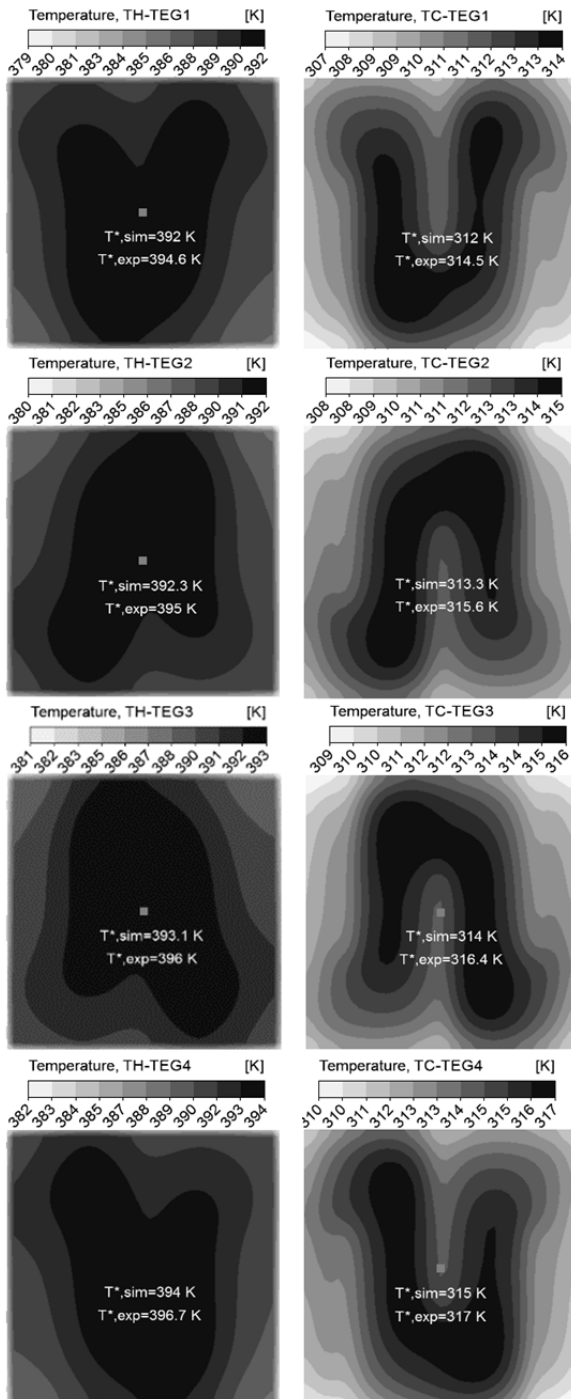 Temperature, TH-TEG1 [K]
379 380 381 383 384 385 386 388 389 390 392
T*,sim=392 K
T*,exp=394.6 K
Temperature, TC-TEG1 [K]
307 308 309 309 310 311 311 312 313 313 314
T*,sim=312 K
T*,exp=314.5 K
Temperature, TH-TEG2 [K]
380 381 382 383 385 386 387 388 390 391 392
T*,sim=392.3 K
T*,exp=395 K
Temperature, TC-TEG2 [K]
308 308 309 310 311 311 312 313 313 314 315
T*,sim=313.3 K
T*,exp=315.6 K
Temperature, TH-TEG3 [K]
381 382 383 385 386 387 388 390 391 392 393
T*,sim=393.1 K
T*,exp=396 K
Temperature, TC-TEG3 [K]
309 310 310 311 312 313 314 314 315 316
T*,sim=314 K
T*,exp=316.4 K
Temperature, TH-TEG4 [K]
382 383 384 385 387 388 389 390 392 393 394
T*,sim=394 K
T*,exp=396.7 K
Temperature, TC-TEG4 [K]
310 310 311 312 313 313 314 315 315 316 317
T*,sim=315 K
T*,exp=317 K